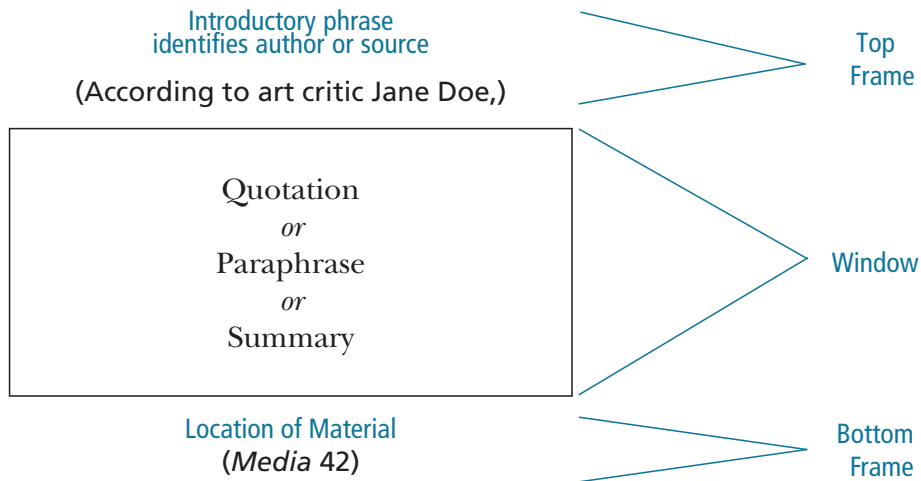 Introductory phrase
identifies author or source
(According to art critic Jane Doe,)
Top
Frame
Quotation
or
Paraphrase
or
Summary
Window
Location of Material
(Media 42)
Bottom
Frame